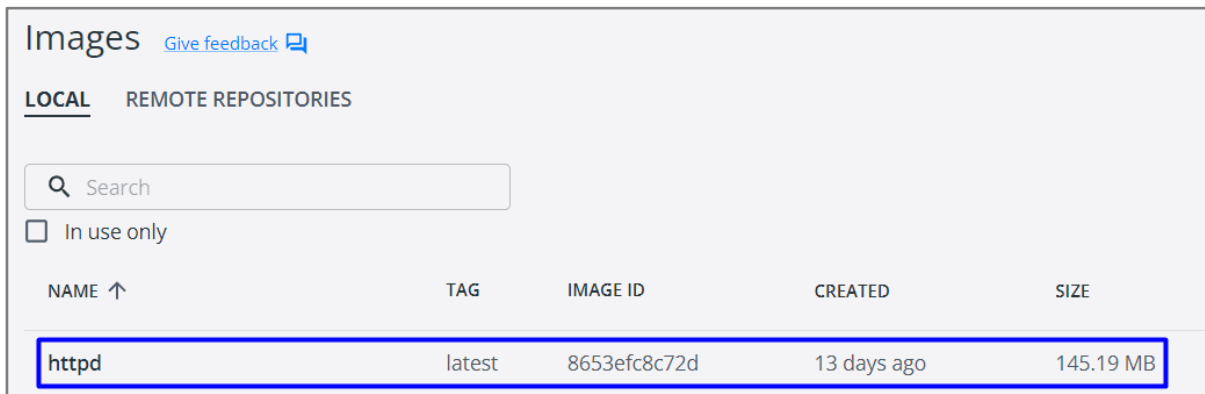 Images Give feedback
LOCAL REMOTE REPOSITORIES
Search
In use only
NAME TAG IMAGE ID CREATED SIZE
httpd latest 8653efc8c72d 13 days ago 145.19 MB